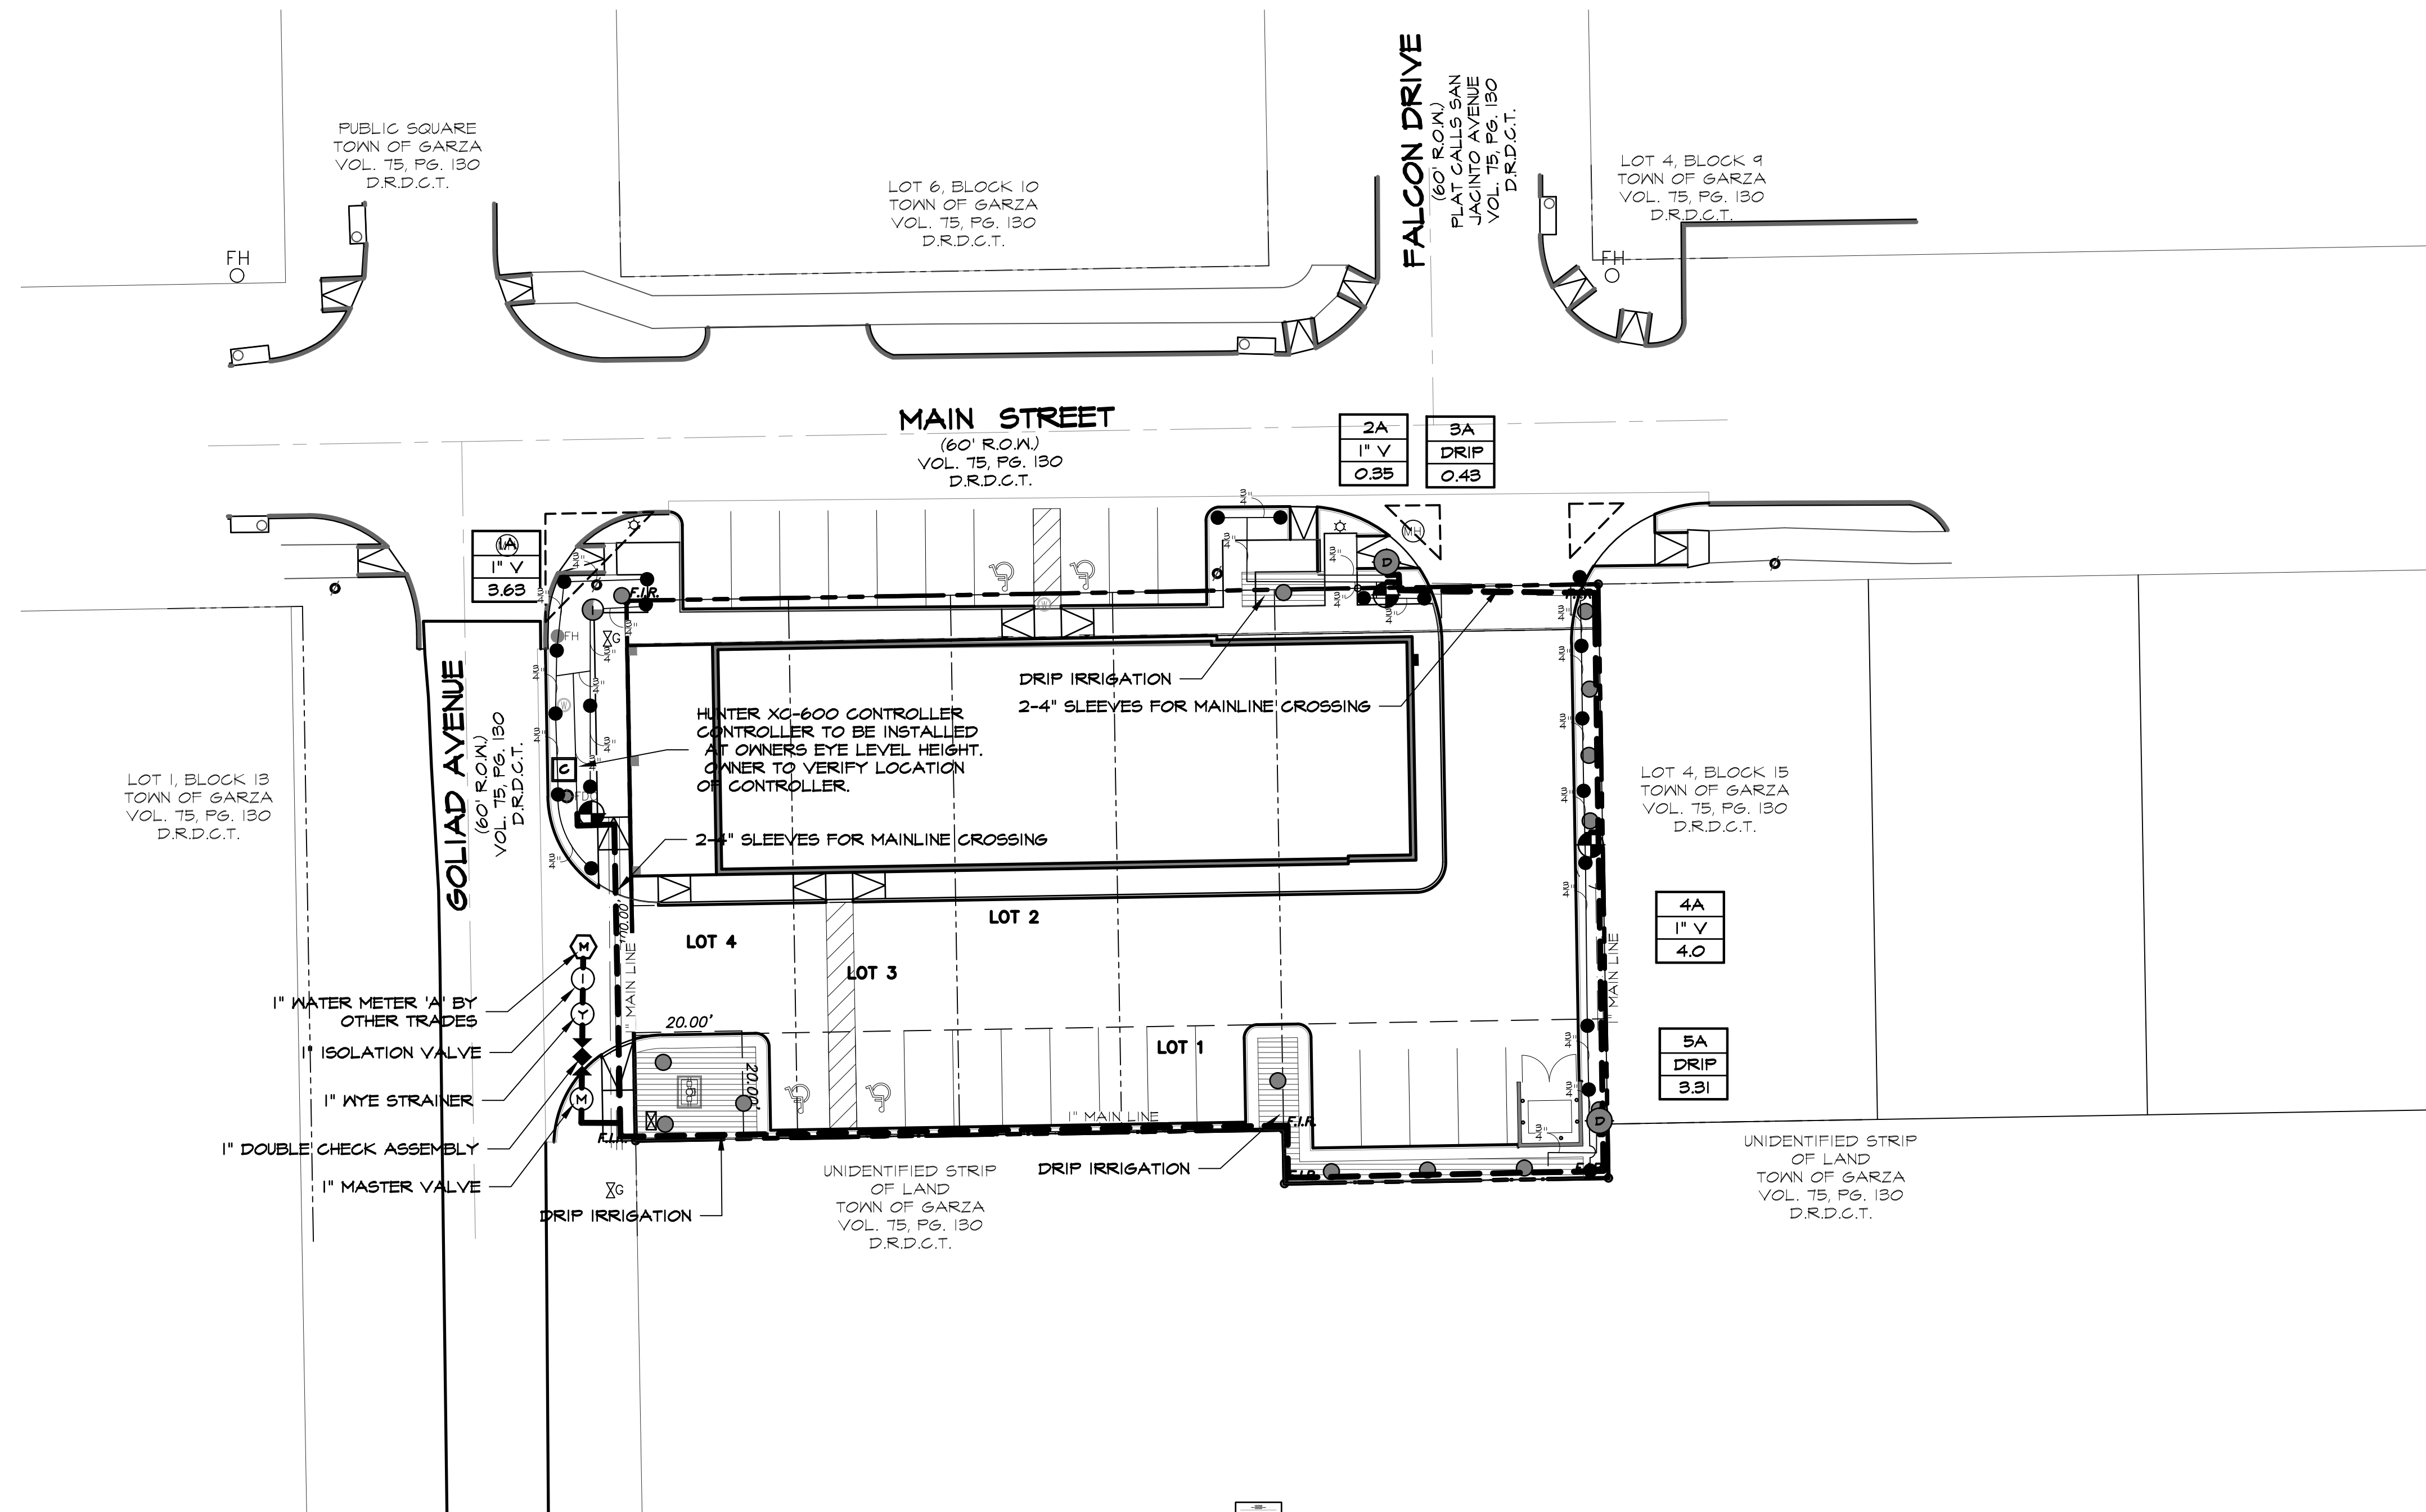 PUBLIC SQUARE
TOWN OF GARZA
VOL. 75, PG. 130
D.R.D.C.T.
LOT 6, BLOCK 10
TOWN OF GARZA
VOL. 75, PG. 130
D.R.D.C.T.
FALCON DRIVE
(60' R.O.W.)
PLAT CALLS SAN
JACINTO AVENUE
VOL. 75, PG. 130
D.R.D.C.T.
LOT 4, BLOCK 9
TOWN OF GARZA
VOL. 75, PG. 130
D.R.D.C.T.
FH
FH
MAIN STREET
(60' R.O.W.)
VOL. 75, PG. 130
D.R.D.C.T.
2A
1" V
0.35
3A
DRIP
0.43
1A
1" V
3.63
MH
D
F.I.R.
FH
G
W
DRIP IRRIGATION
2-4" SLEEVES FOR MAINLINE CROSSING
HUNTER XC-600 CONTROLLER
CONTROLLER TO BE INSTALLED
AT OWNERS EYE LEVEL HEIGHT.
OWNER TO VERIFY LOCATION
OF CONTROLLER.
C
2-4" SLEEVES FOR MAINLINE CROSSING
GOLIAD AVENUE
(60' R.O.W.)
VOL. 75, PG. 130
D.R.D.C.T.
LOT 1, BLOCK 13
TOWN OF GARZA
VOL. 75, PG. 130
D.R.D.C.T.
LOT 4, BLOCK 15
TOWN OF GARZA
VOL. 75, PG. 130
D.R.D.C.T.
4A
1" V
4.0
5A
DRIP
3.31
LOT 2
LOT 4
LOT 3
LOT 1
1" MAIN LINE
MAIN LINE
M
I
Y
M
1" WATER METER 'A' BY
OTHER TRADES
1" ISOLATION VALVE
1" WYE STRAINER
1" DOUBLE CHECK ASSEMBLY
1" MASTER VALVE
20.00'
20.00'
1" MAIN LINE
F.I.R.
F.I.R.
F.I.R.
D
G
DRIP IRRIGATION
DRIP IRRIGATION
UNIDENTIFIED STRIP
OF LAND
TOWN OF GARZA
VOL. 75, PG. 130
D.R.D.C.T.
UNIDENTIFIED STRIP
OF LAND
TOWN OF GARZA
VOL. 75, PG. 130
D.R.D.C.T.